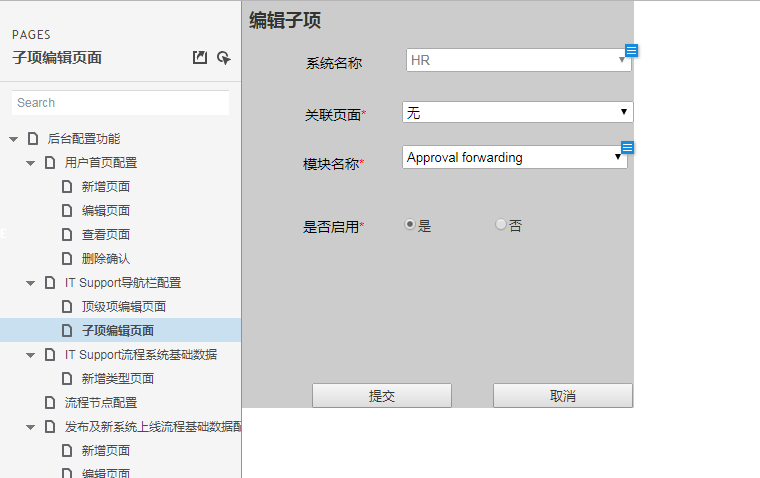 PAGES
子项编辑页面
Search
后台配置功能
用户首页配置
新增页面
编辑页面
查看页面
删除确认
IT Support导航栏配置
顶级项编辑页面
子项编辑页面
IT Support流程系统基础数据
新增类型页面
流程节点配置
发布及新系统上线流程基础数据配
新增页面
编辑页面
编辑子项
系统名称 HR
关联页面* 无
模块名称* Approval forwarding
是否启用* 是 否
提交 取消